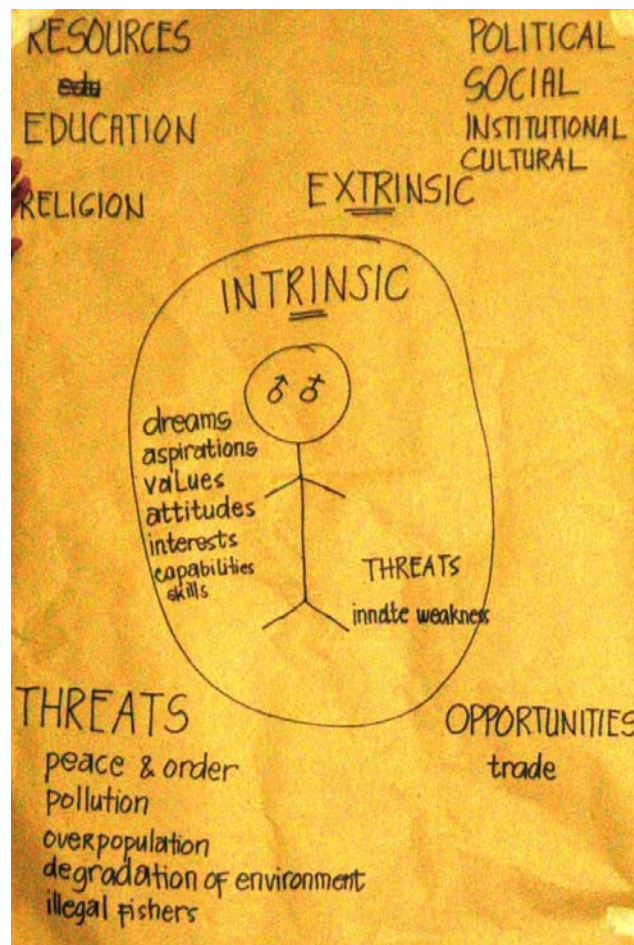 RESOURCES
edu
EDUCATION
RELIGION
POLITICAL
SOCIAL
INSTITUTIONAL
CULTURAL
EXTRINSIC
INTRINSIC
dreams
aspirations
values
attitudes
interests
capabilities
skills
THREATS
innate weakness
THREATS
peace & order
pollution
overpopulation
degradation of environment
illegal fishers
OPPORTUNITIES
trade